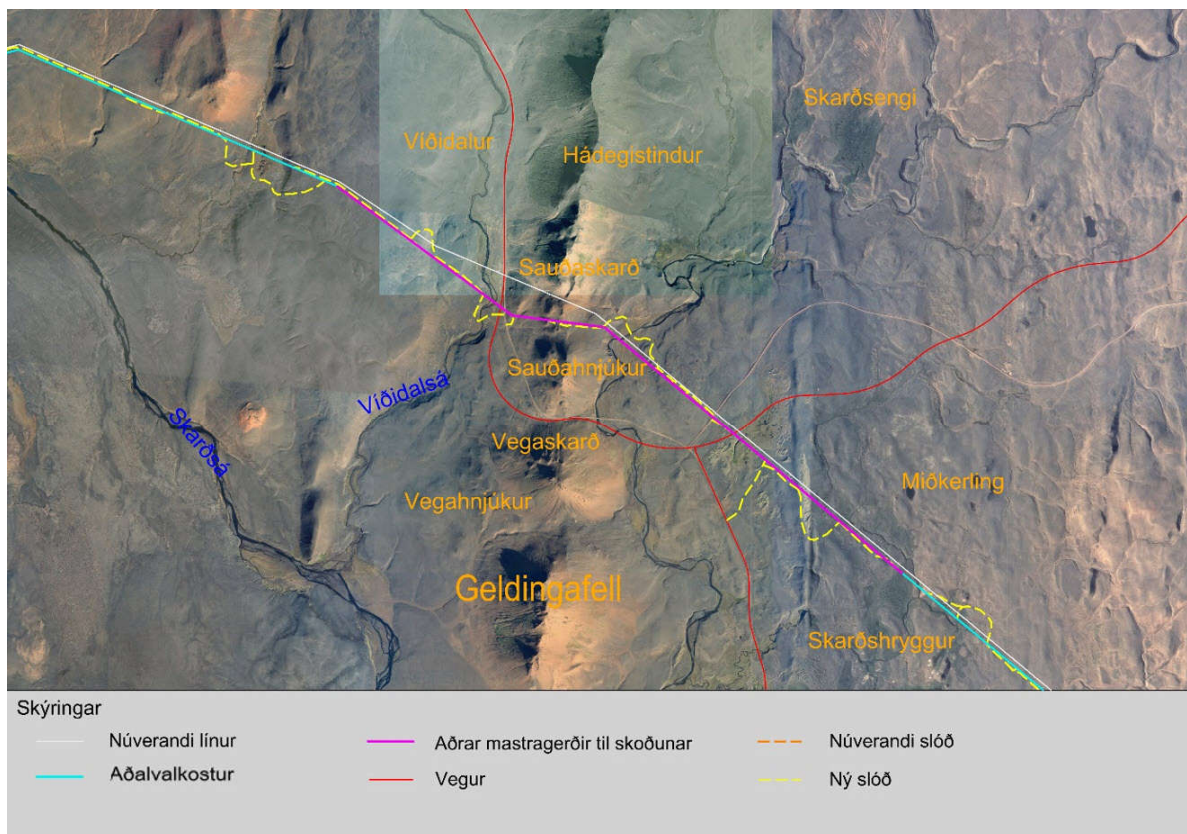 Skarðsengi
Víðidalur
Hádegistindur
Sauðaskarð
Sauðahnjúkur
Víðidalsá
Skarðsá
Vegaskarð
Miðkerling
Vegahnjúkur
Geldingafell
Skarðshryggur
Skýringar
Núverandi línur
Aðrar mastragerðir til skoðunar
Núverandi slóð
Aðalvalkostur
Vegur
Ný slóð